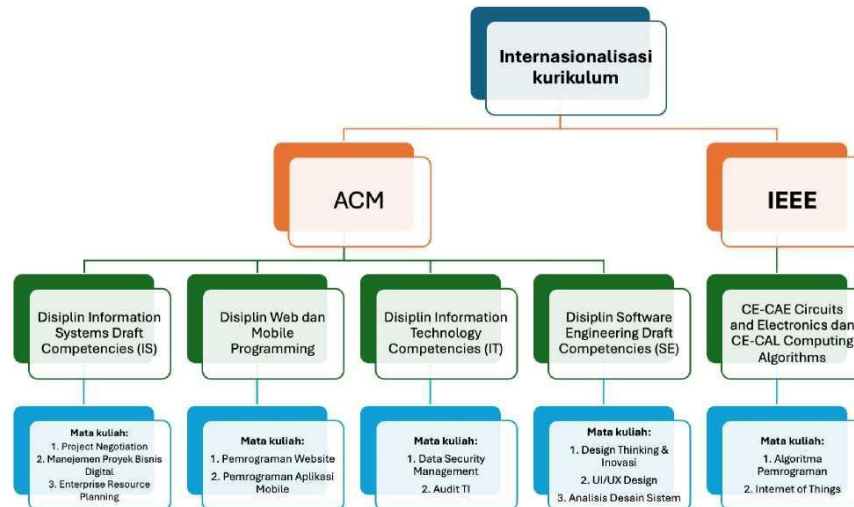 Internasionalisasi
kurikulum
ACM
IEEE
Disiplin Information
Systems Draft
Competencies (IS)
Disiplin Web dan
Mobile
Programming
Disiplin Information
Technology
Competencies (IT)
Disiplin Software
Engineering Draft
Competencies (SE)
CE-CAE Circuits
and Electronics dan
CE-CAL Computing
Algorithms
Mata kuliah:
1. Project Negotiation
2. Manejemen Proyek Bisnis
Digital
3. Enterprise Resource
Planning
Mata kuliah:
1. Pemrograman Website
2. Pemrograman Aplikasi
Mobile
Mata kuliah:
1. Data Security
Management
2. Audit TI
Mata kuliah:
1. Design Thinking &
Inovasi
2. UI/UX Design
3. Analisis Desain Sistem
Mata kuliah:
1. Algoritma
Pemrograman
2. Internet of Things